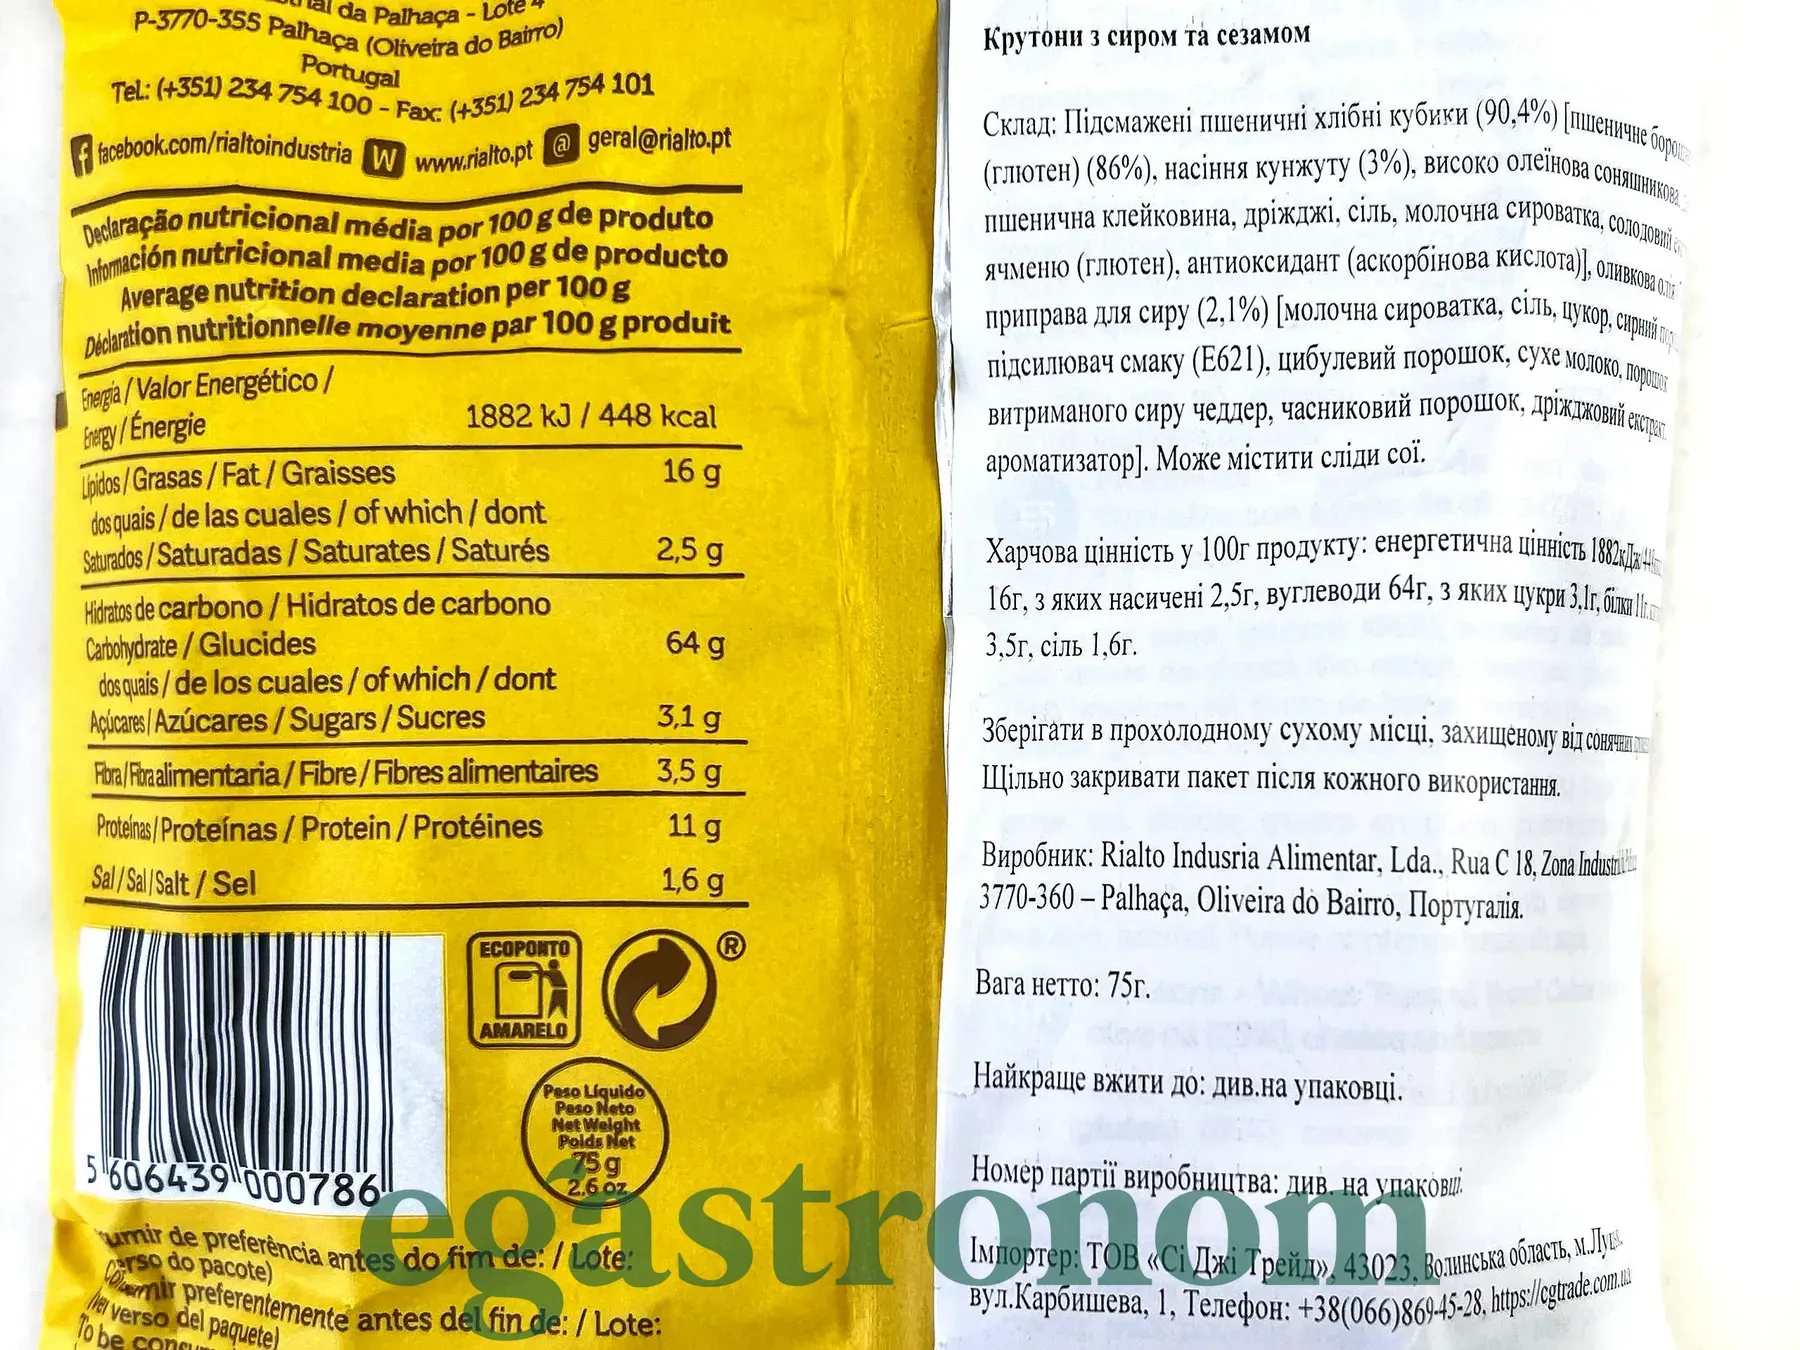 da Palhaça - Lote 4
P-3770-355 Palhaça (Oliveira do Bairro)
Portugal
Tel.: (+351) 234 754 100 - Fax: (+351) 234 754 101
facebook.com/rialtoindustria W www.rialto.pt @ geral@rialto.pt
Declaração nutricional média por 100 g de produto
Información nutricional media por 100 g de producto
Average nutrition declaration per 100 g
Déclaration nutritionnelle moyenne par 100 g produit
Energia / Valor Energético /
Energy / Énergie 1882 kJ / 448 kcal
Lípidos / Grasas / Fat / Graisses 16 g
dos quais / de las cuales / of which / dont
Saturados / Saturadas / Saturates / Saturés 2,5 g
Hidratos de carbono / Hidratos de carbono
Carbohydrate / Glucides 64 g
dos quais / de los cuales / of which / dont
Açúcares / Azúcares / Sugars / Sucres 3,1 g
Fibra / Fibra alimentaria / Fibre / Fibres alimentaires 3,5 g
Proteínas / Proteínas / Protein / Protéines 11 g
Sal / Sal / Salt / Sel 1,6 g
ECOPONTO
AMARELO
®
Peso Líquido
Peso Neto
Net Weight
Poids Net
75 g
2.6 oz
5 606439 000786
de preferência antes do fim de: / Lote:
verso do pacote)
preferentemente antes del fin de: / Lote:
verso del paquete)
To be
Крутони з сиром та сезамом
Склад: Підсмажені пшеничні хлібні кубики (90,4%) [пшеничне
(глютен) (86%), насіння кунжуту (3%), високо олеїнова соняшникова
пшенична клейковина, дріжджі, сіль, молочна сироватка, солодовий
ячменю (глютен), антиоксидант (аскорбінова кислота)], оливкова олія
приправа для сиру (2,1%) [молочна сироватка, сіль, цукор, сирний
підсилювач смаку (Е621), цибулевий порошок, сухе молоко, порошок
витриманого сиру чеддер, часниковий порошок, дріжджовий екстракт,
ароматизатор]. Може містити сліди сої.
Харчова цінність у 100г продукту: енергетична цінність 1882кДж/
16г, з яких насичені 2,5г, вуглеводи 64г, з яких цукри 3,1г, білки 11г,
3,5г, сіль 1,6г.
Зберігати в прохолодному сухому місці, захищеному від сонячних
Щільно закривати пакет після кожного використання.
Виробник: Rialto Indusria Alimentar, Lda., Rua C 18, Zona
3770-360 – Palhaça, Oliveira do Bairro, Португалія.
Вага нетто: 75г.
Найкраще вжити до: див.на упаковці.
Номер партії виробництва: див. на упаковці.
Імпортер: ТОВ «Сі Джі Трейд», 43023, Волинська область, м.Луцьк,
вул.Карбишева, 1, Телефон: +38(066)869-45-28, https://cgtrade.com.ua
egastronom